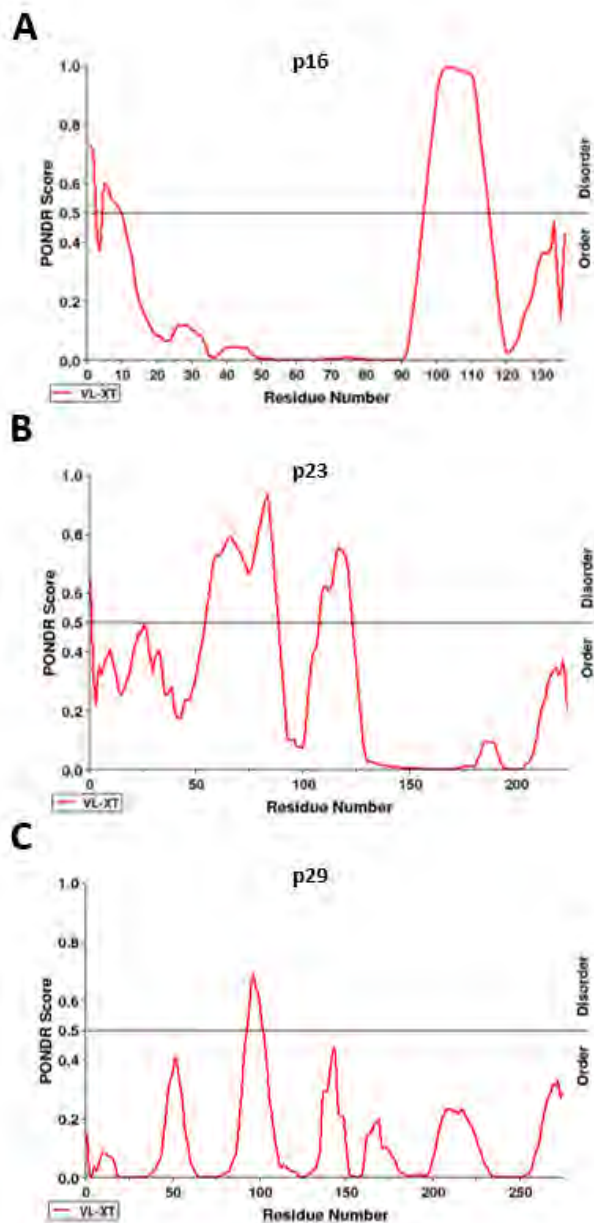 A
p16
1.0
0.8
0.6
0.5
0.4
0.2
0.0
PONDR Score
Disorder
Order
0 10 20 30 40 50 60 70 80 90 100 110 120 130
VL-XT
Residue Number
B
p23
1.0
0.8
0.6
0.5
0.4
0.2
0.0
PONDR Score
Disorder
Order
0 50 100 150 200
VL-XT
Residue Number
C
p29
1.0
0.8
0.6
0.5
0.4
0.2
0.0
PONDR Score
Disorder
Order
0 50 100 150 200 250
VL-XT
Residue Number